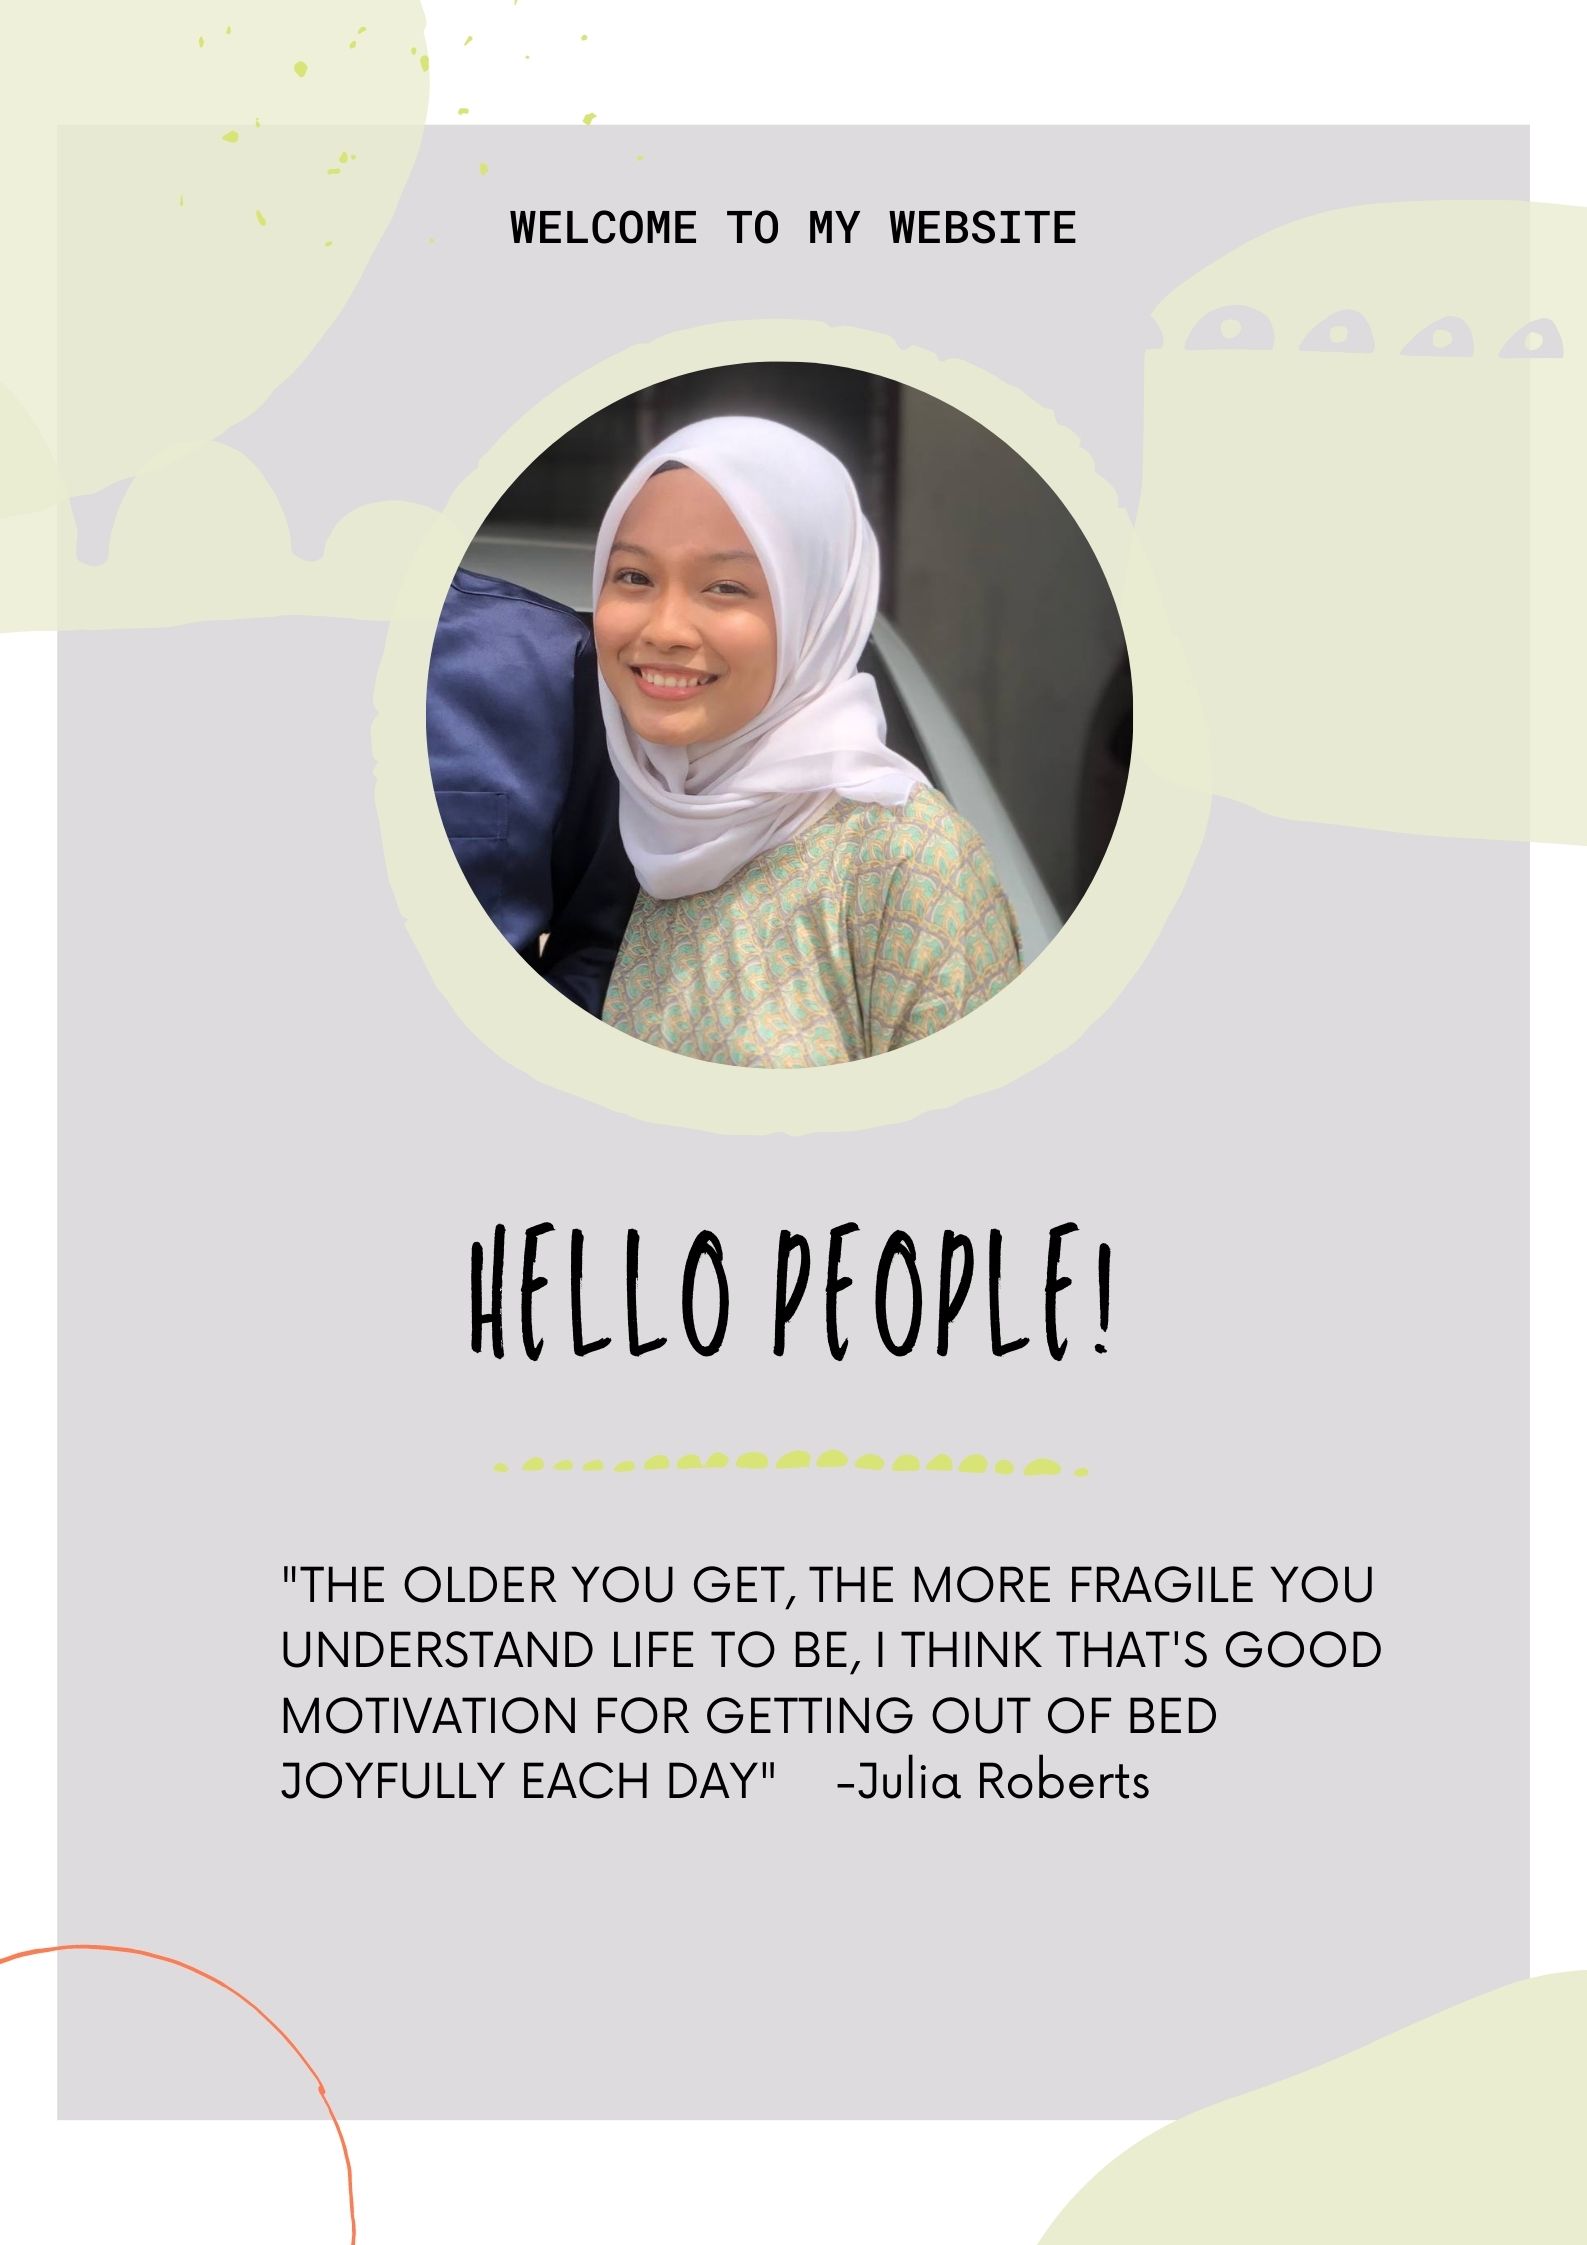 WELCOME TO MY WEBSITE
HELLO PEOPLE!
"THE OLDER YOU GET, THE MORE FRAGILE YOU
UNDERSTAND LIFE TO BE, I THINK THAT'S GOOD
MOTIVATION FOR GETTING OUT OF BED
JOYFULLY EACH DAY" -Julia Roberts